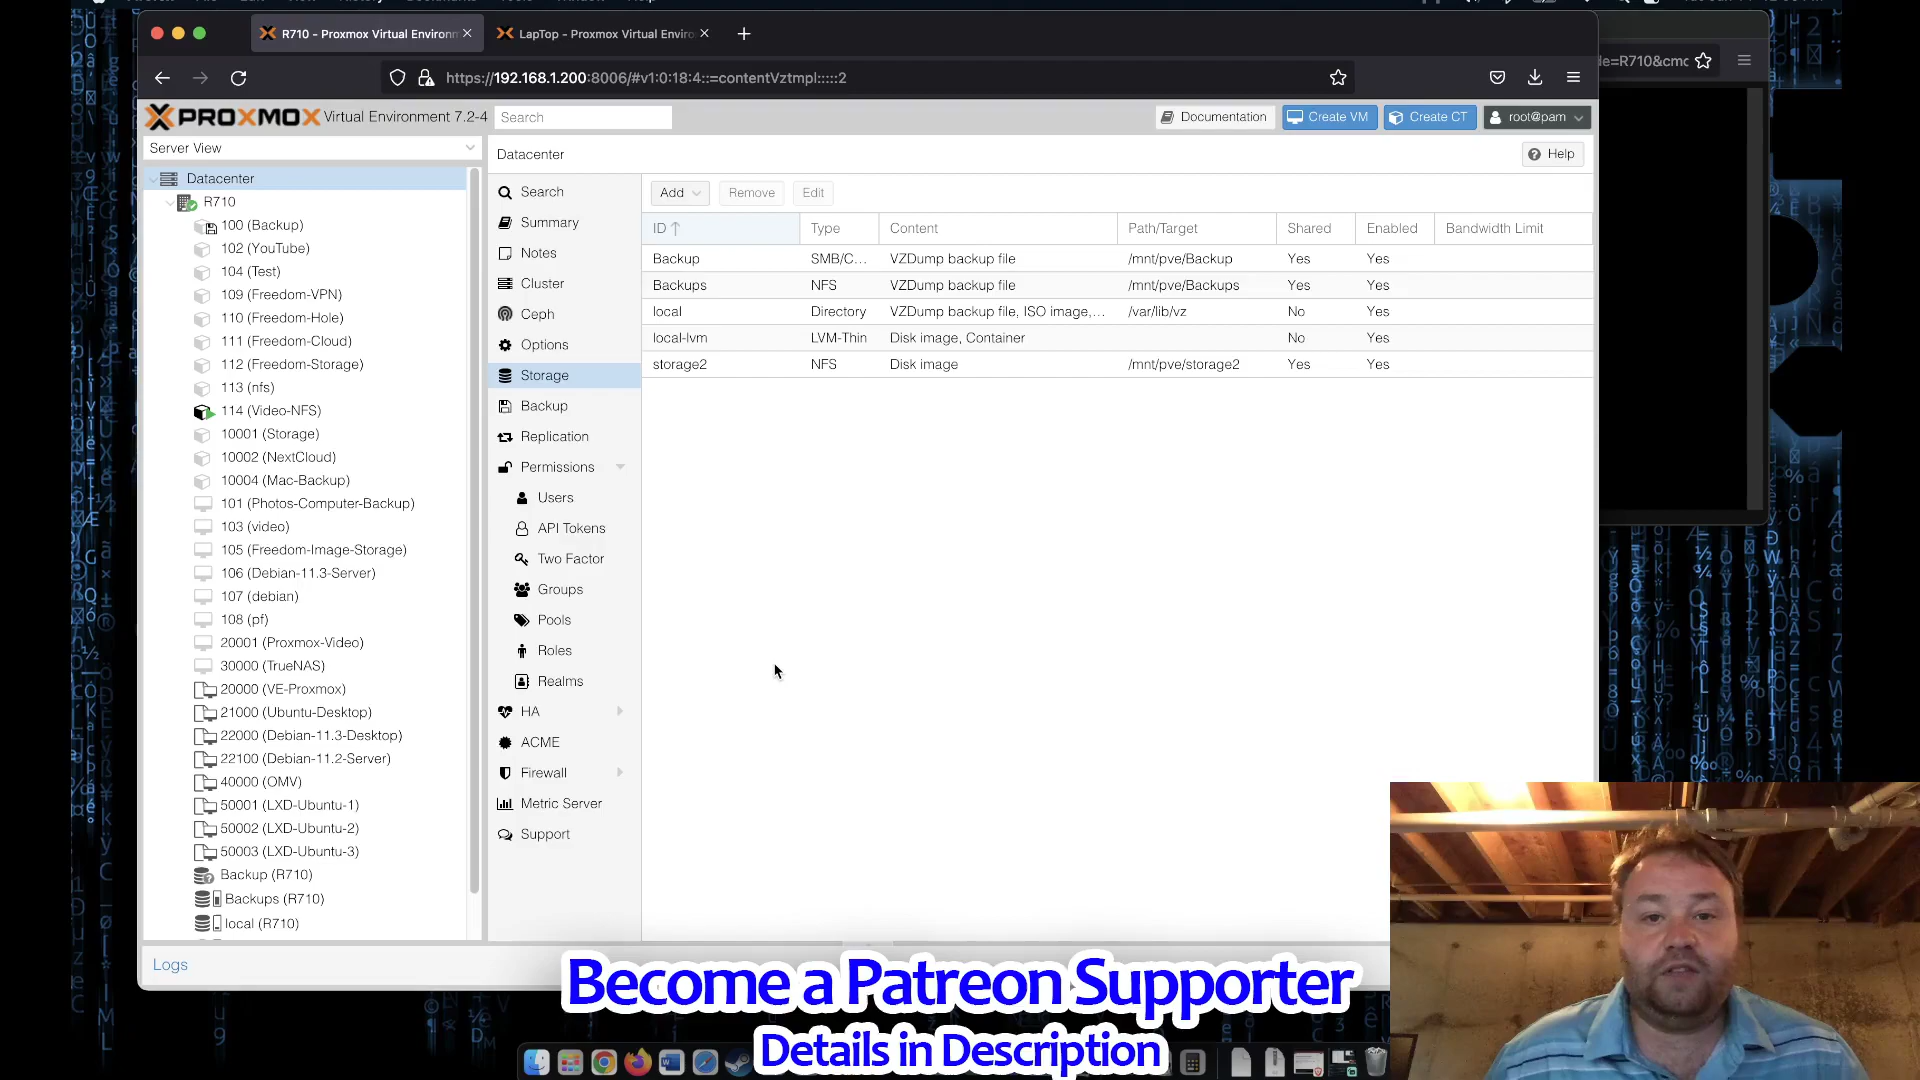 R710 - Proxmox Virtual Environm
LapTop - Proxmox Virtual Enviro
https://192.168.1.200:8006/#v1:0:18:4::=contentVztmpl:::::2
le=R710&cmd
PROXMOX Virtual Environment 7.2-4
Search
Documentation
Create VM
Create CT
root@pam
Server View
Datacenter
Help
Datacenter
R710
100 (Backup)
102 (YouTube)
104 (Test)
109 (Freedom-VPN)
110 (Freedom-Hole)
111 (Freedom-Cloud)
112 (Freedom-Storage)
113 (nfs)
114 (Video-NFS)
10001 (Storage)
10002 (NextCloud)
10004 (Mac-Backup)
101 (Photos-Computer-Backup)
103 (video)
105 (Freedom-Image-Storage)
106 (Debian-11.3-Server)
107 (debian)
108 (pf)
20001 (Proxmox-Video)
30000 (TrueNAS)
20000 (VE-Proxmox)
21000 (Ubuntu-Desktop)
22000 (Debian-11.3-Desktop)
22100 (Debian-11.2-Server)
40000 (OMV)
50001 (LXD-Ubuntu-1)
50002 (LXD-Ubuntu-2)
50003 (LXD-Ubuntu-3)
Backup (R710)
Backups (R710)
local (R710)
Search
Summary
Notes
Cluster
Ceph
Options
Storage
Backup
Replication
Permissions
Users
API Tokens
Two Factor
Groups
Pools
Roles
Realms
HA
ACME
Firewall
Metric Server
Support
Add
Remove
Edit
ID Type Content Path/Target Shared Enabled Bandwidth Limit
Backup SMB/C... VZDump backup file /mnt/pve/Backup Yes Yes
Backups NFS VZDump backup file /mnt/pve/Backups Yes Yes
local Directory VZDump backup file, ISO image,... /var/lib/vz No Yes
local-lvm LVM-Thin Disk image, Container No Yes
storage2 NFS Disk image /mnt/pve/storage2 Yes Yes
Logs
Become a Patreon Supporter
Details in Description